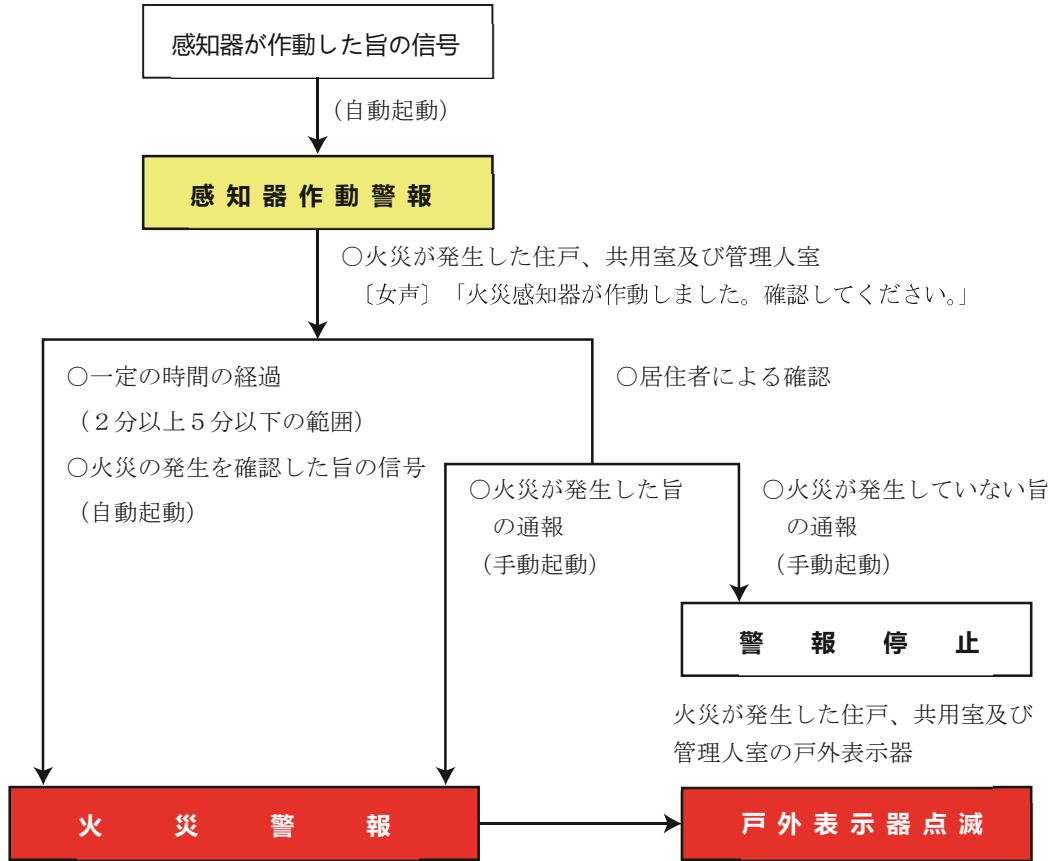 感知器が作動した旨の信号
（自動起動）
感知器作動警報
○火災が発生した住戸、共用室及び管理人室
〔女声〕「火災感知器が作動しました。確認してください。」
○一定の時間の経過
（２分以上５分以下の範囲）
○火災の発生を確認した旨の信号
（自動起動）
○居住者による確認
○火災が発生した旨
の通報
（手動起動）
○火災が発生していない旨
の通報
（手動起動）
警報停止
火災が発生した住戸、共用室及び
管理人室の戸外表示器
火災警報
戸外表示器点滅